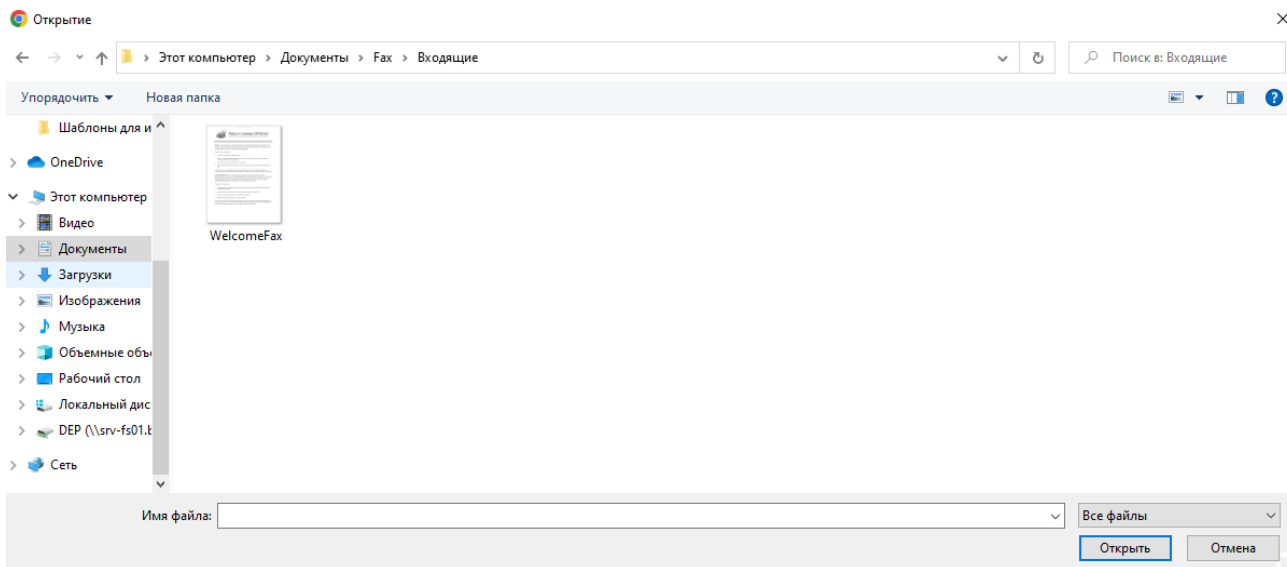 Открытие
Этот компьютер > Документы > Fax > Входящие
Поиск в: Входящие
Упорядочить
Новая папка
Шаблоны для и
OneDrive
Этот компьютер
Видео
Документы
Загрузки
Изображения
Музыка
Объемные объ
Рабочий стол
Локальный дис
DEP (\\srv-fs01.b
Сеть
WelcomeFax
Имя файла:
Все файлы
Открыть
Отмена